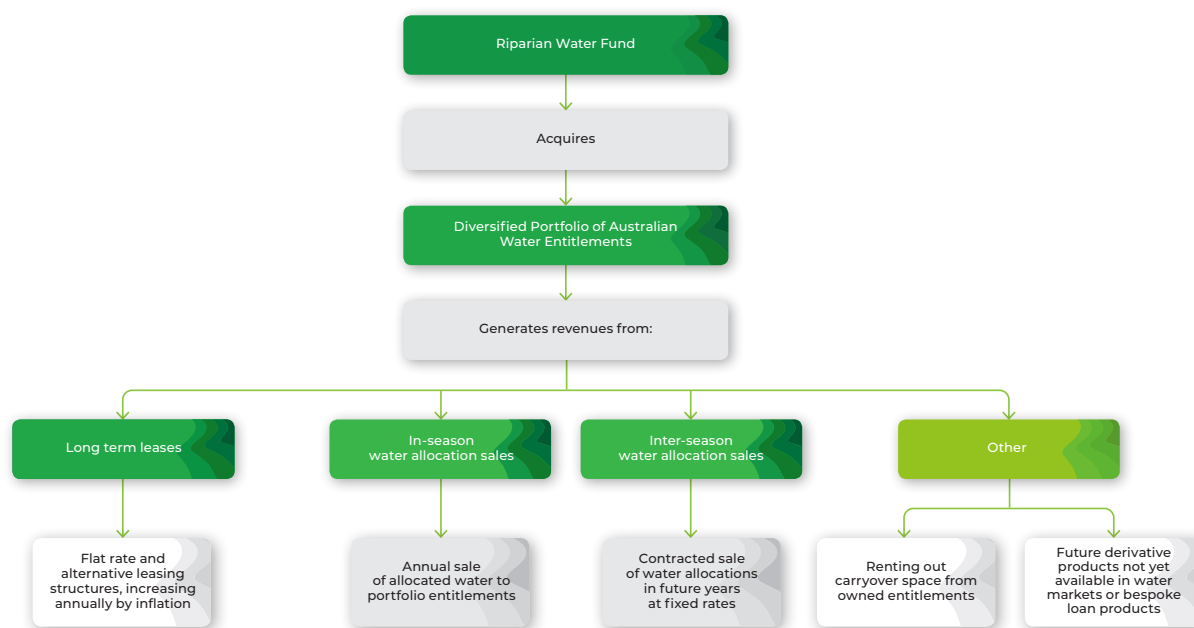 Riparian Water Fund
Acquires
Diversified Portfolio of Australian
Water Entitlements
Generates revenues from:
Long term leases
In-season
water allocation sales
Inter-season
water allocation sales
Other
Flat rate and
alternative leasing
structures, increasing
annually by inflation
Annual sale
of allocated water to
portfolio entitlements
Contracted sale
of water allocations
in future years
at fixed rates
Renting out
carryover space from
owned entitlements
Future derivative
products not yet
available in water
markets or bespoke
loan products